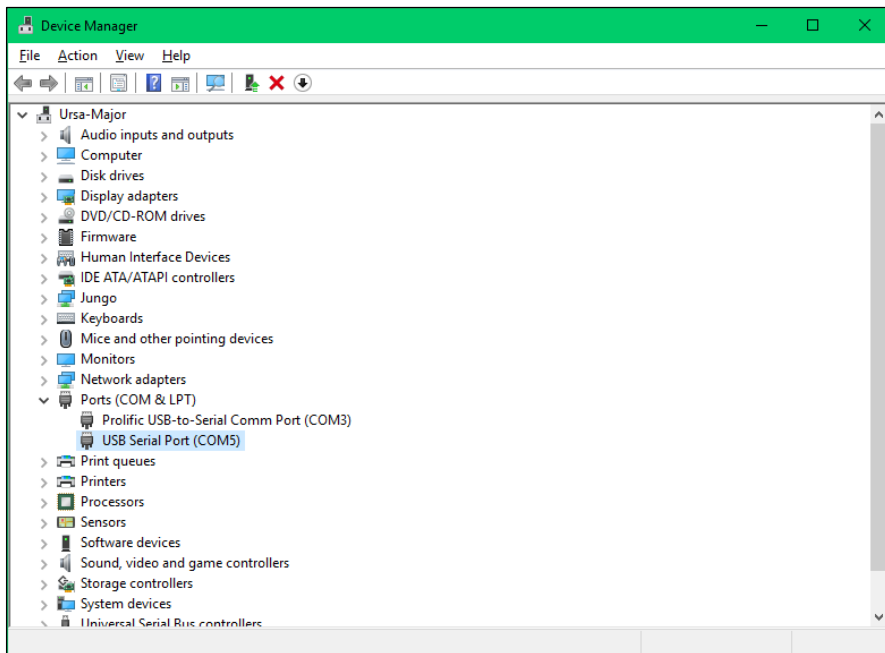 Device Manager
File Action View Help
Ursa-Major
Audio inputs and outputs
Computer
Disk drives
Display adapters
DVD/CD-ROM drives
Firmware
Human Interface Devices
IDE ATA/ATAPI controllers
Jungo
Keyboards
Mice and other pointing devices
Monitors
Network adapters
Ports (COM & LPT)
Prolific USB-to-Serial Comm Port (COM3)
USB Serial Port (COM5)
Print queues
Printers
Processors
Sensors
Software devices
Sound, video and game controllers
Storage controllers
System devices
Universal Serial Bus controllers